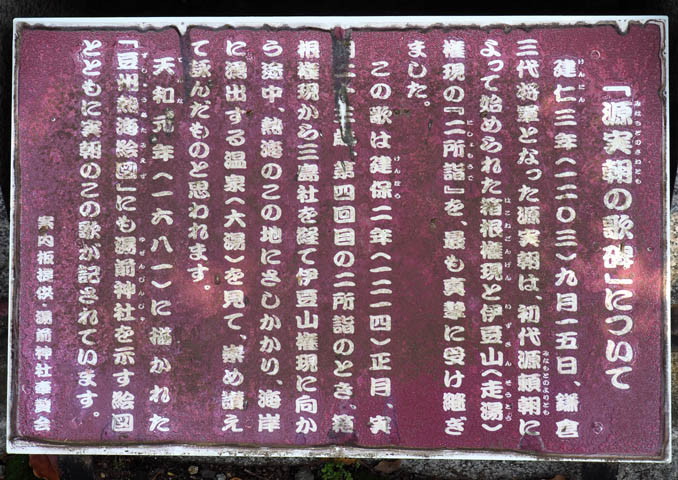 「源実朝の歌碑」について
建仁三年〈一二〇三〉九月一五日、鎌倉
三代将軍となった源実朝は、初代源頼朝に
よって始められた箱根権現と伊豆山〈走湯〉
権現の『二所詣』を、最も真摯に受け継ぎ
ました。
この歌は建保二年〈一二一四〉正月、実
第四回目の二所詣のとき、箱
根権現から三島社を経て伊豆山権現に向か
う途中、熱海のこの地にさしかかり、海岸
に湧出する温泉〈大湯〉を見て、崇め讃え
て詠んだものと思われます。
天和元年〈一六八一〉に描かれた
「豆州熱海絵図」にも湯前神社を示す絵図
とともに実朝のこの歌が記されています。
案内板提供・湯前神社奉賛会